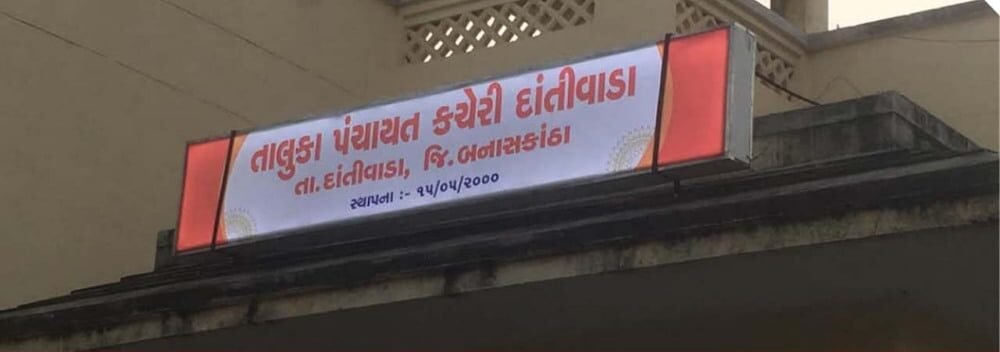 તાલુકા પંચાયત કચેરી દાંતીવાડા
તા.દાંતીવાડા, જિ.બનાસકાંઠા
સ્થાપના :- ૧૫/૦૫/૨૦૦૦